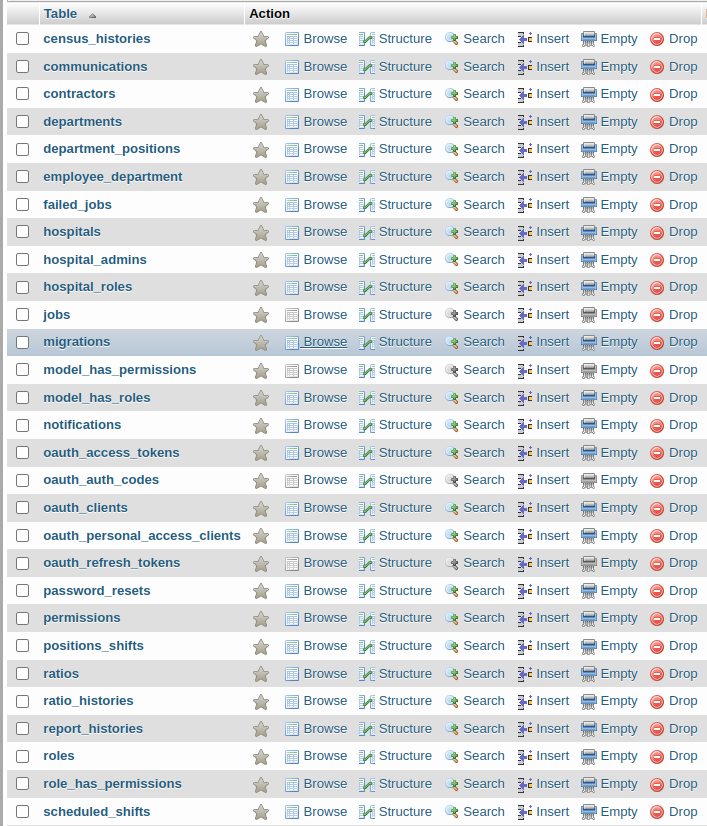 Table Action
census_histories Browse Structure Search Insert Empty Drop
communications Browse Structure Search Insert Empty Drop
contractors Browse Structure Search Insert Empty Drop
departments Browse Structure Search Insert Empty Drop
department_positions Browse Structure Search Insert Empty Drop
employee_department Browse Structure Search Insert Empty Drop
failed_jobs Browse Structure Search Insert Empty Drop
hospitals Browse Structure Search Insert Empty Drop
hospital_admins Browse Structure Search Insert Empty Drop
hospital_roles Browse Structure Search Insert Empty Drop
jobs Browse Structure Search Insert Empty Drop
migrations Browse Structure Search Insert Empty Drop
model_has_permissions Browse Structure Search Insert Empty Drop
model_has_roles Browse Structure Search Insert Empty Drop
notifications Browse Structure Search Insert Empty Drop
oauth_access_tokens Browse Structure Search Insert Empty Drop
oauth_auth_codes Browse Structure Search Insert Empty Drop
oauth_clients Browse Structure Search Insert Empty Drop
oauth_personal_access_clients Browse Structure Search Insert Empty Drop
oauth_refresh_tokens Browse Structure Search Insert Empty Drop
password_resets Browse Structure Search Insert Empty Drop
permissions Browse Structure Search Insert Empty Drop
positions_shifts Browse Structure Search Insert Empty Drop
ratios Browse Structure Search Insert Empty Drop
ratio_histories Browse Structure Search Insert Empty Drop
report_histories Browse Structure Search Insert Empty Drop
roles Browse Structure Search Insert Empty Drop
role_has_permissions Browse Structure Search Insert Empty Drop
scheduled_shifts Browse Structure Search Insert Empty Drop